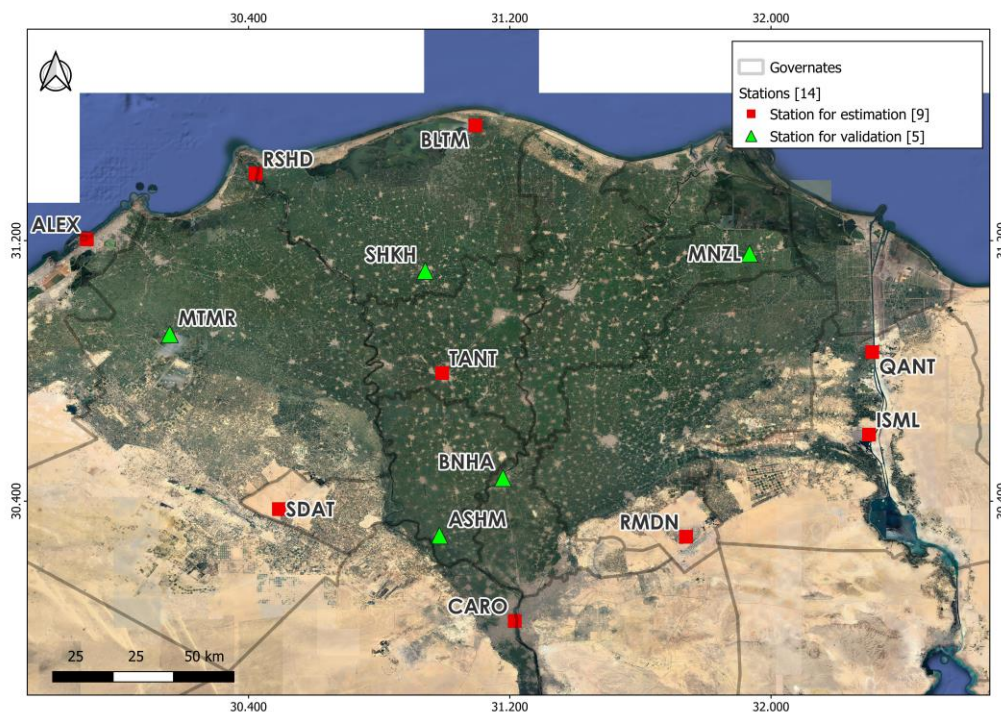 30.400 31.200 32.000
Governates
Stations [14]
Station for estimation [9]
Station for validation [5]
BLTM
RSHD
ALEX
31.200 31.200
SHKH MNZL
MTMR
TANT QANT
ISML
BNHA
30.400 30.400
SDAT
ASHM RMDN
CARO
25 25 50 km
30.400 31.200 32.000